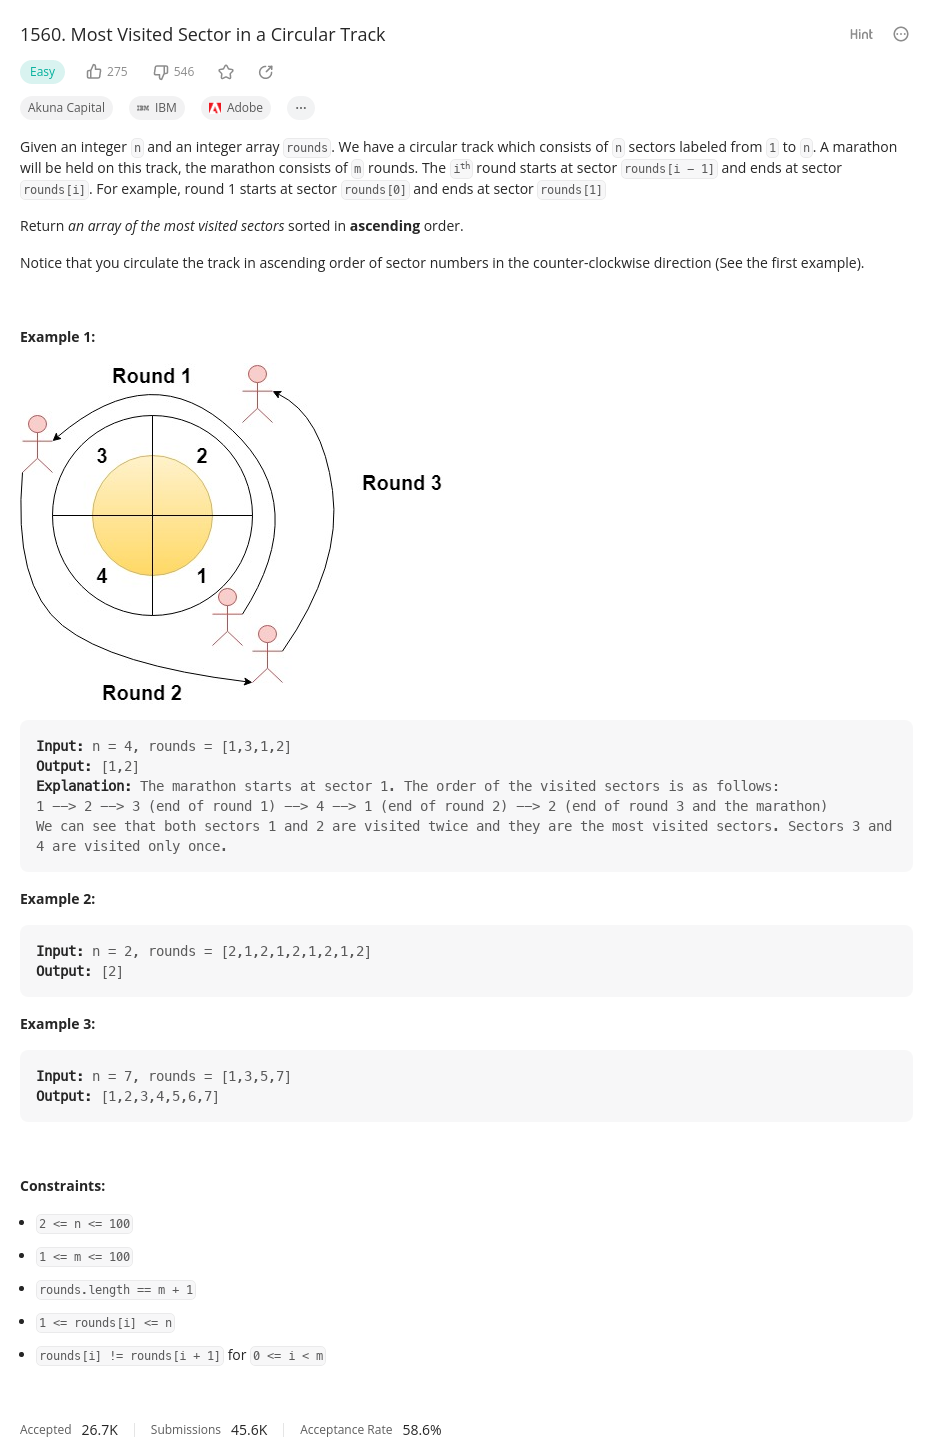 1560. Most Visited Sector in a Circular Track
Hint
Easy 275 546
Akuna Capital IBM IBM Adobe ...
Given an integer n and an integer array rounds. We have a circular track which consists of n sectors labeled from 1 to n. A marathon
will be held on this track, the marathon consists of m rounds. The ith round starts at sector rounds[i − 1] and ends at sector
rounds[i]. For example, round 1 starts at sector rounds[0] and ends at sector rounds[1]
Return an array of the most visited sectors sorted in ascending order.
Notice that you circulate the track in ascending order of sector numbers in the counter-clockwise direction (See the first example).
Example 1:
Round 1
3 2
Round 3
4 1
Round 2
Input: n = 4, rounds = [1,3,1,2]
Output: [1,2]
Explanation: The marathon starts at sector 1. The order of the visited sectors is as follows:
1 --> 2 --> 3 (end of round 1) --> 4 --> 1 (end of round 2) --> 2 (end of round 3 and the marathon)
We can see that both sectors 1 and 2 are visited twice and they are the most visited sectors. Sectors 3 and
4 are visited only once.
Example 2:
Input: n = 2, rounds = [2,1,2,1,2,1,2,1,2]
Output: [2]
Example 3:
Input: n = 7, rounds = [1,3,5,7]
Output: [1,2,3,4,5,6,7]
Constraints:
2 <= n <= 100
1 <= m <= 100
rounds.length == m + 1
1 <= rounds[i] <= n
rounds[i] != rounds[i + 1] for 0 <= i < m
Accepted 26.7K Submissions 45.6K Acceptance Rate 58.6%